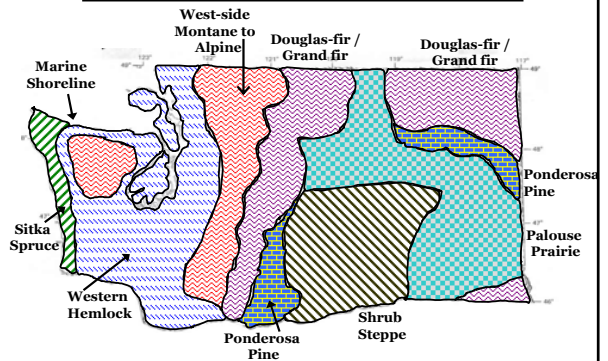 West-side
Montane to
Alpine
Douglas-fir /
Grand fir
Douglas-fir /
Grand fir
Marine
Shoreline
Ponderosa
Pine
Sitka
Spruce
Palouse
Prairie
Western
Hemlock
Shrub
Steppe
Ponderosa
Pine